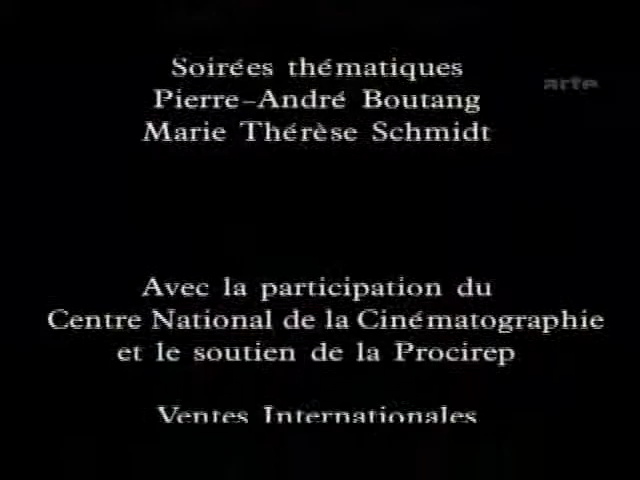 Soirées thématiques
arte
Pierre-André Boutang
Marie Thérèse Schmidt
Avec la participation du
Centre National de la Cinématographie
et le soutien de la Procirep
Ventes Internationales